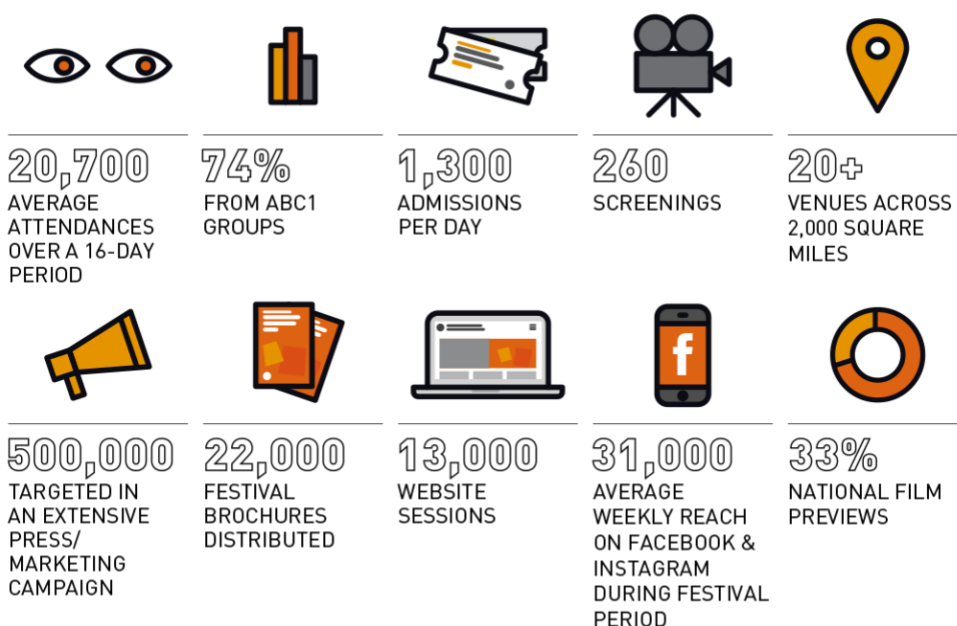 20,700
AVERAGE
ATTENDANCES
OVER A 16-DAY
PERIOD
74%
FROM ABC1
GROUPS
1,300
ADMISSIONS
PER DAY
260
SCREENINGS
20+
VENUES ACROSS
2,000 SQUARE
MILES
500,000
TARGETED IN
AN EXTENSIVE
PRESS/
MARKETING
CAMPAIGN
22,000
FESTIVAL
BROCHURES
DISTRIBUTED
13,000
WEBSITE
SESSIONS
f
31,000
AVERAGE
WEEKLY REACH
ON FACEBOOK &
INSTAGRAM
DURING FESTIVAL
PERIOD
33%
NATIONAL FILM
PREVIEWS